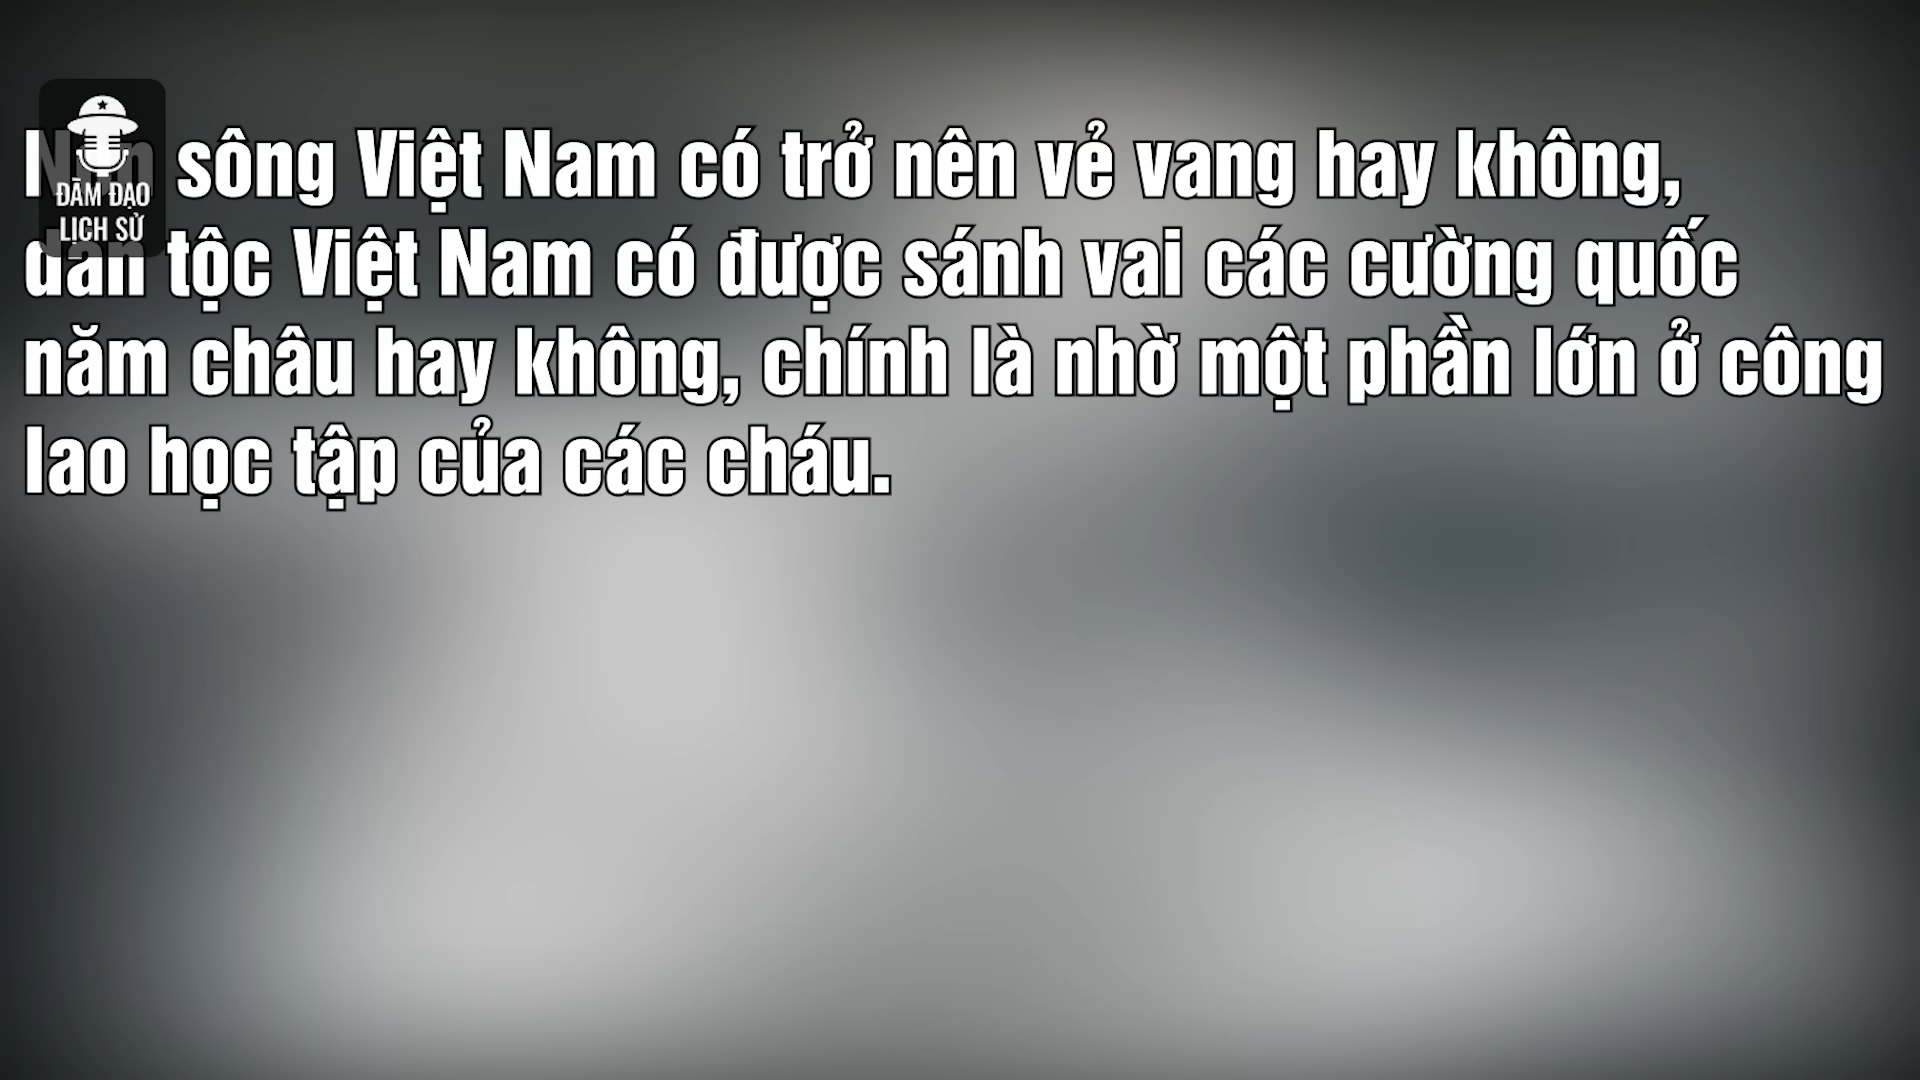 sông Việt Nam có trở nên vẻ vang hay không,
dân tộc Việt Nam có được sánh vai các cường quốc
năm châu hay không, chính là nhờ một phần lớn ở công
lao học tập của các cháu.
ĐÀM ĐẠO
LỊCH SỬ